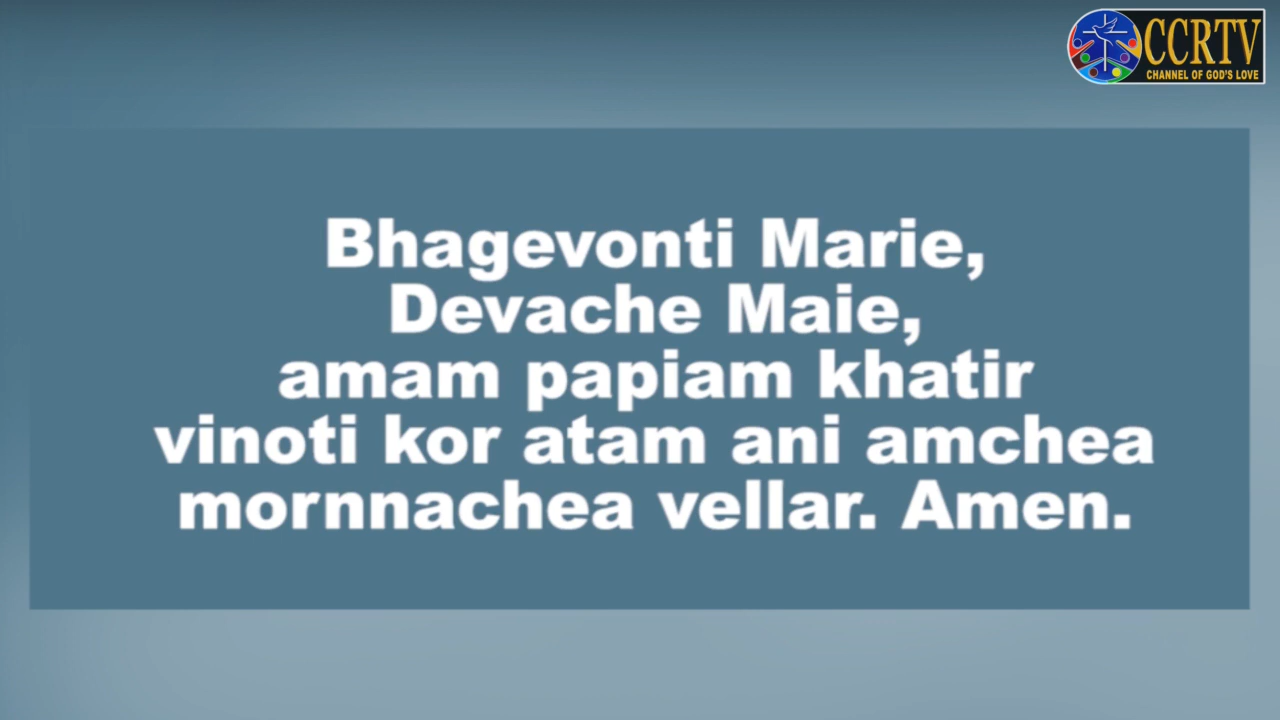 CCRTV
CHANNEL OF GOD'S LOVE
Bhagevonti Marie,
Devache Maie,
amam papiam khatir
vinoti kor atam ani amchea
mornnachea vellar. Amen.